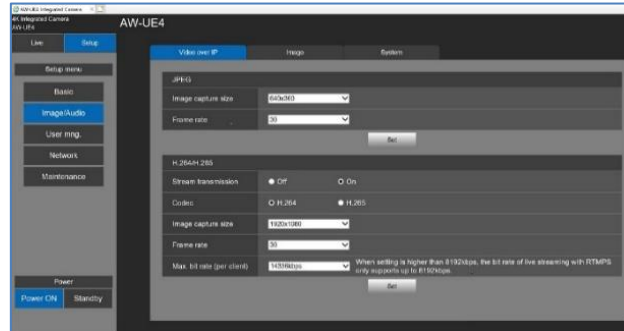 AW-UE4 Integrated Camera
4K Integrated Camera
AW-UE4
AW-UE4
Live
Setup
Setup menu
Basic
Image/Audio
User mng.
Network
Maintenance
Power
Power ON
Standby
Video over IP
Image
System
JPEG
Image capture size
640x360
Frame rate
30
Set
H.264/H.265
Stream transmission
Off
On
Codec
H.264
H.265
Image capture size
1920x1080
Frame rate
30
Max. bit rate (per client)
When setting is higher than 8192kbps, the bit rate of live streaming with RTMPS
only supports up to 8192kbps.
Set